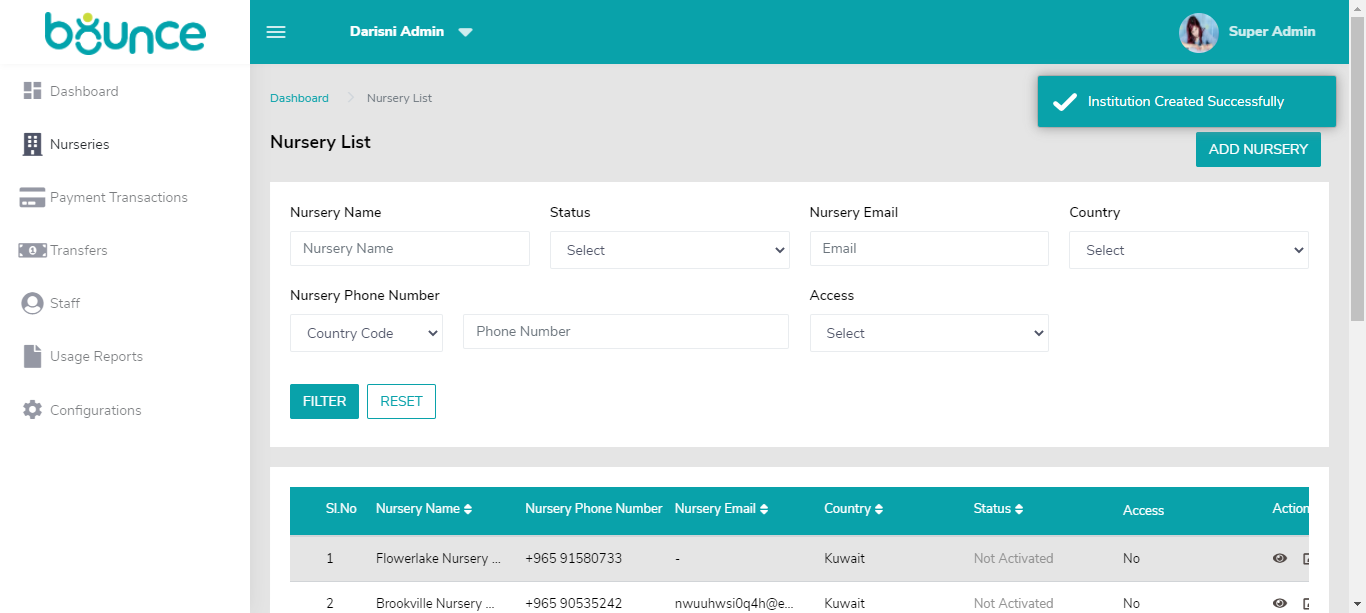 bounce
Darisni Admin
Super Admin
Dashboard
Nurseries
Payment Transactions
Transfers
Staff
Usage Reports
Configurations
Dashboard Nursery List
Institution Created Successfully
Nursery List
ADD NURSERY
Nursery Name Status Nursery Email Country
Nursery Name Select Email Select
Nursery Phone Number Access
Country Code Phone Number Select
FILTER RESET
Sl.No Nursery Name Nursery Phone Number Nursery Email Country Status Access Action
1 Flowerlake Nursery ... +965 91580733 - Kuwait Not Activated No
2 Brookville Nursery ... +965 90535242 nwuuhwsi0q4h@e... Kuwait Not Activated No